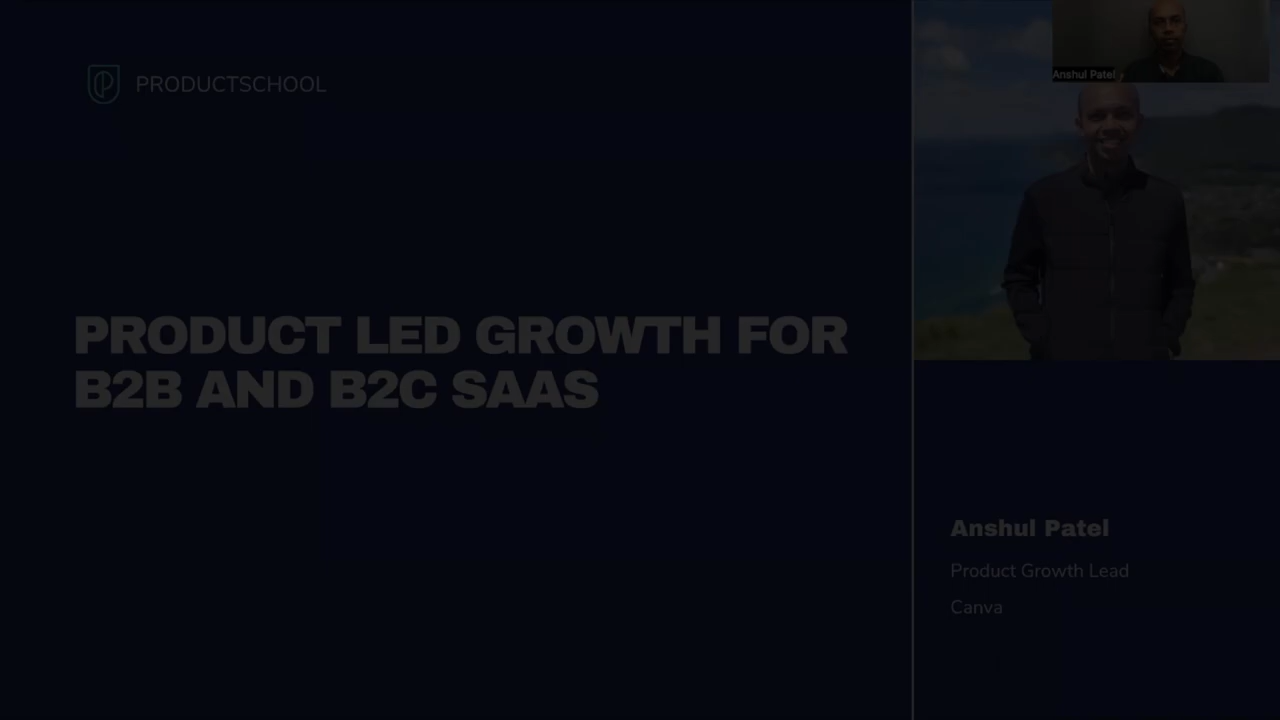 PRODUCTSCHOOL
Anshul Patel
PRODUCT LED GROWTH FOR
B2B AND B2C SAAS
Anshul Patel
Product Growth Lead
Canva